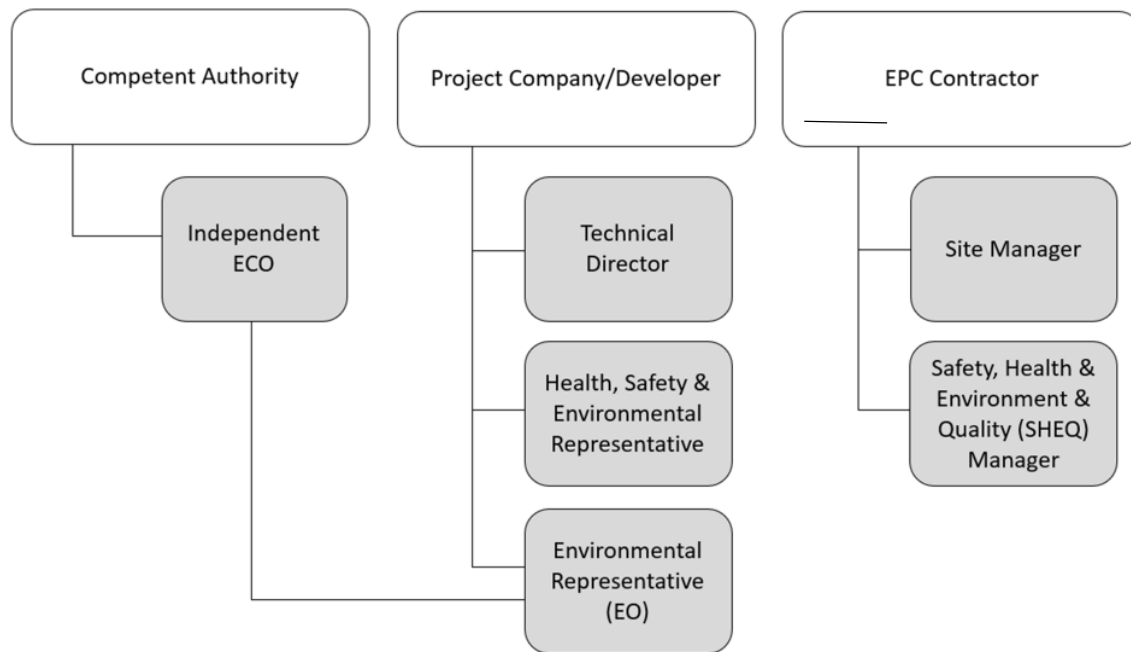 Competent Authority
Project Company/Developer
EPC Contractor
Independent
ECO
Technical
Director
Site Manager
Health, Safety &
Environmental
Representative
Safety, Health &
Environment &
Quality (SHEQ)
Manager
Environmental
Representative
(EO)